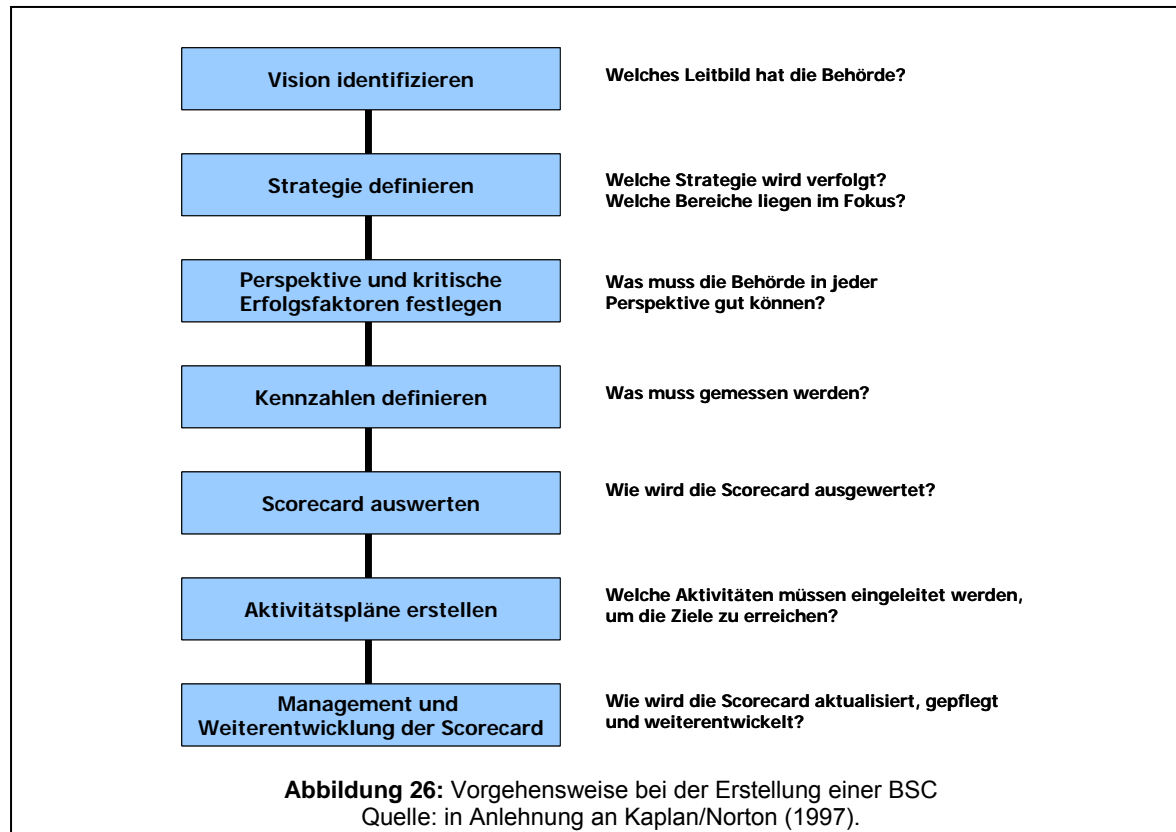 Vision identifizieren
Welches Leitbild hat die Behörde?
Strategie definieren
Welche Strategie wird verfolgt?
Welche Bereiche liegen im Fokus?
Perspektive und kritische
Erfolgsfaktoren festlegen
Was muss die Behörde in jeder
Perspektive gut können?
Kennzahlen definieren
Was muss gemessen werden?
Scorecard auswerten
Wie wird die Scorecard ausgewertet?
Aktivitätspläne erstellen
Welche Aktivitäten müssen eingeleitet werden,
um die Ziele zu erreichen?
Management und
Weiterentwicklung der Scorecard
Wie wird die Scorecard aktualisiert, gepflegt
und weiterentwickelt?
Abbildung 26: Vorgehensweise bei der Erstellung einer BSC
Quelle: in Anlehnung an Kaplan/Norton (1997).